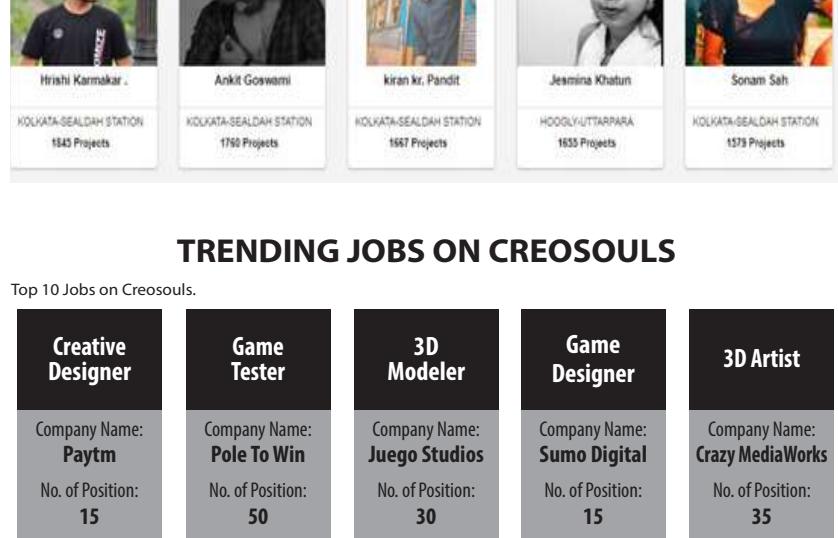 OMIZE
Hrishi Karmakar .
Ankit Goswami
kiran kr. Pandit
Jesmina Khatun
Sonam Sah
KOLKATA-SEALDAH STATION
KOLKATA-SEALDAH STATION
KOLKATA-SEALDAH STATION
HOOGLY-UTTARPARA
KOLKATA-SEALDAH STATION
1843 Projects
1760 Projects
1667 Projects
1655 Projects
1579 Projects
TRENDING JOBS ON CREOSOULS
Top 10 Jobs on Creosouls.
Creative
Designer
Game
Tester
3D
Modeler
Game
Designer
3D Artist
Company Name:
Paytm
No. of Position:
15
Company Name:
Pole To Win
No. of Position:
50
Company Name:
Juego Studios
No. of Position:
30
Company Name:
Sumo Digital
No. of Position:
15
Company Name:
Crazy MediaWorks
No. of Position:
35